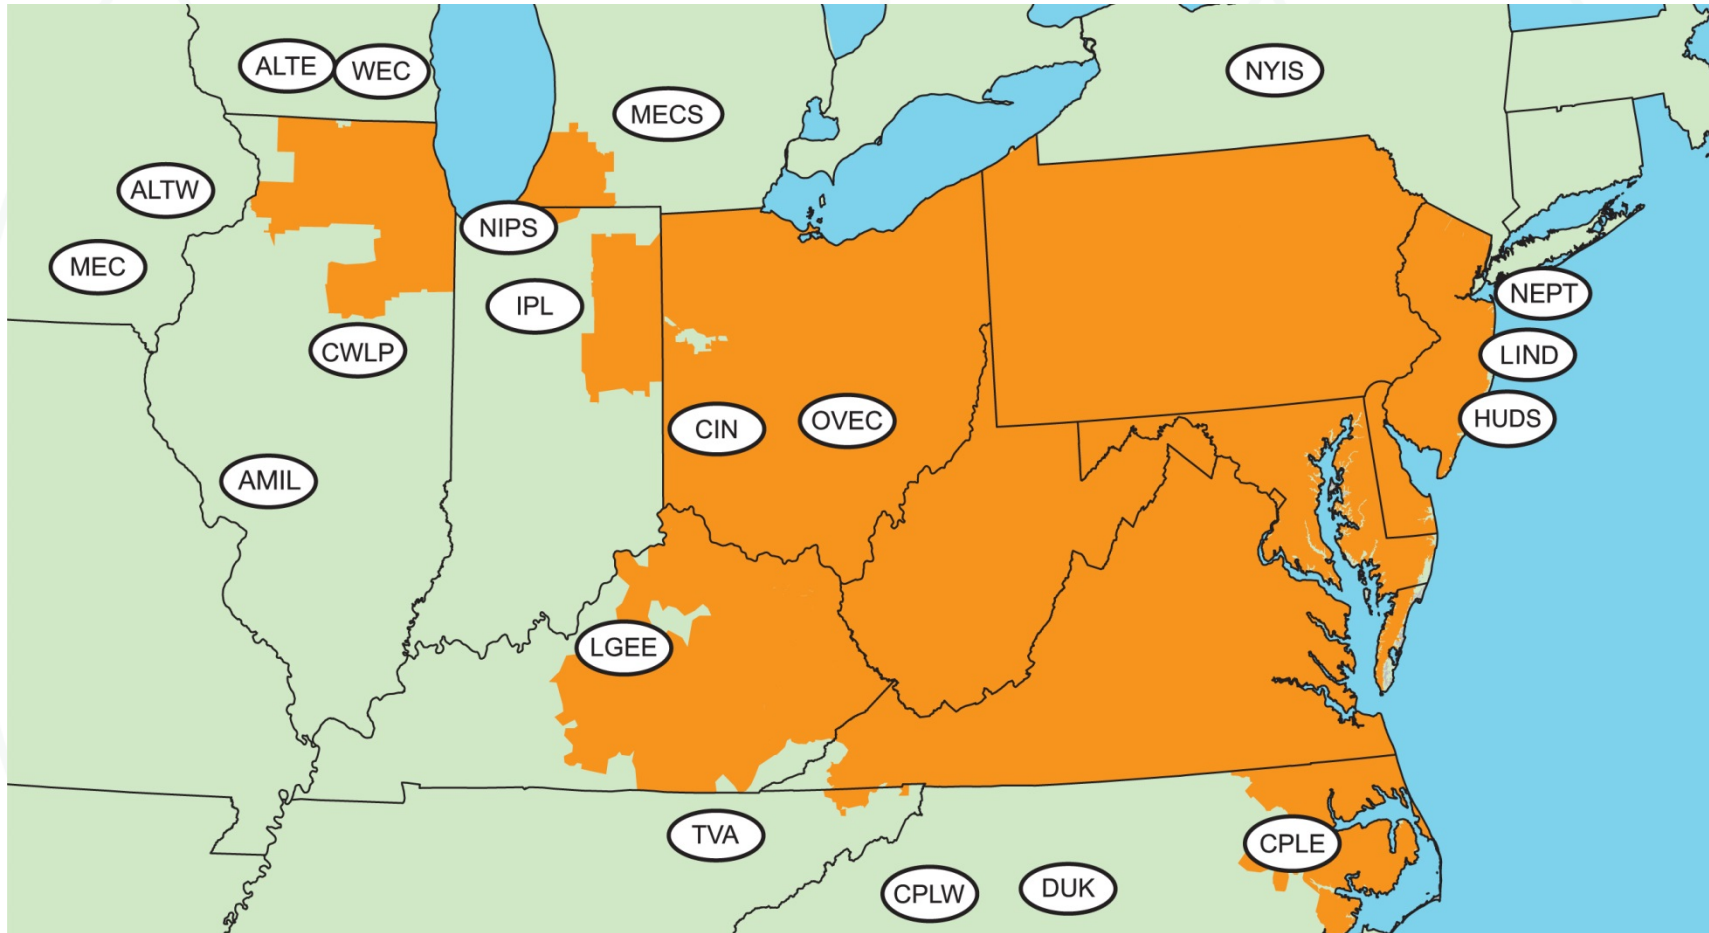 ALTE
WEC
NYIS
MECS
ALTW
NIPS
MEC
IPL
NEPT
CWLP
LIND
CIN
OVEC
HUDS
AMIL
LGEE
TVA
CPLE
CPLW
DUK